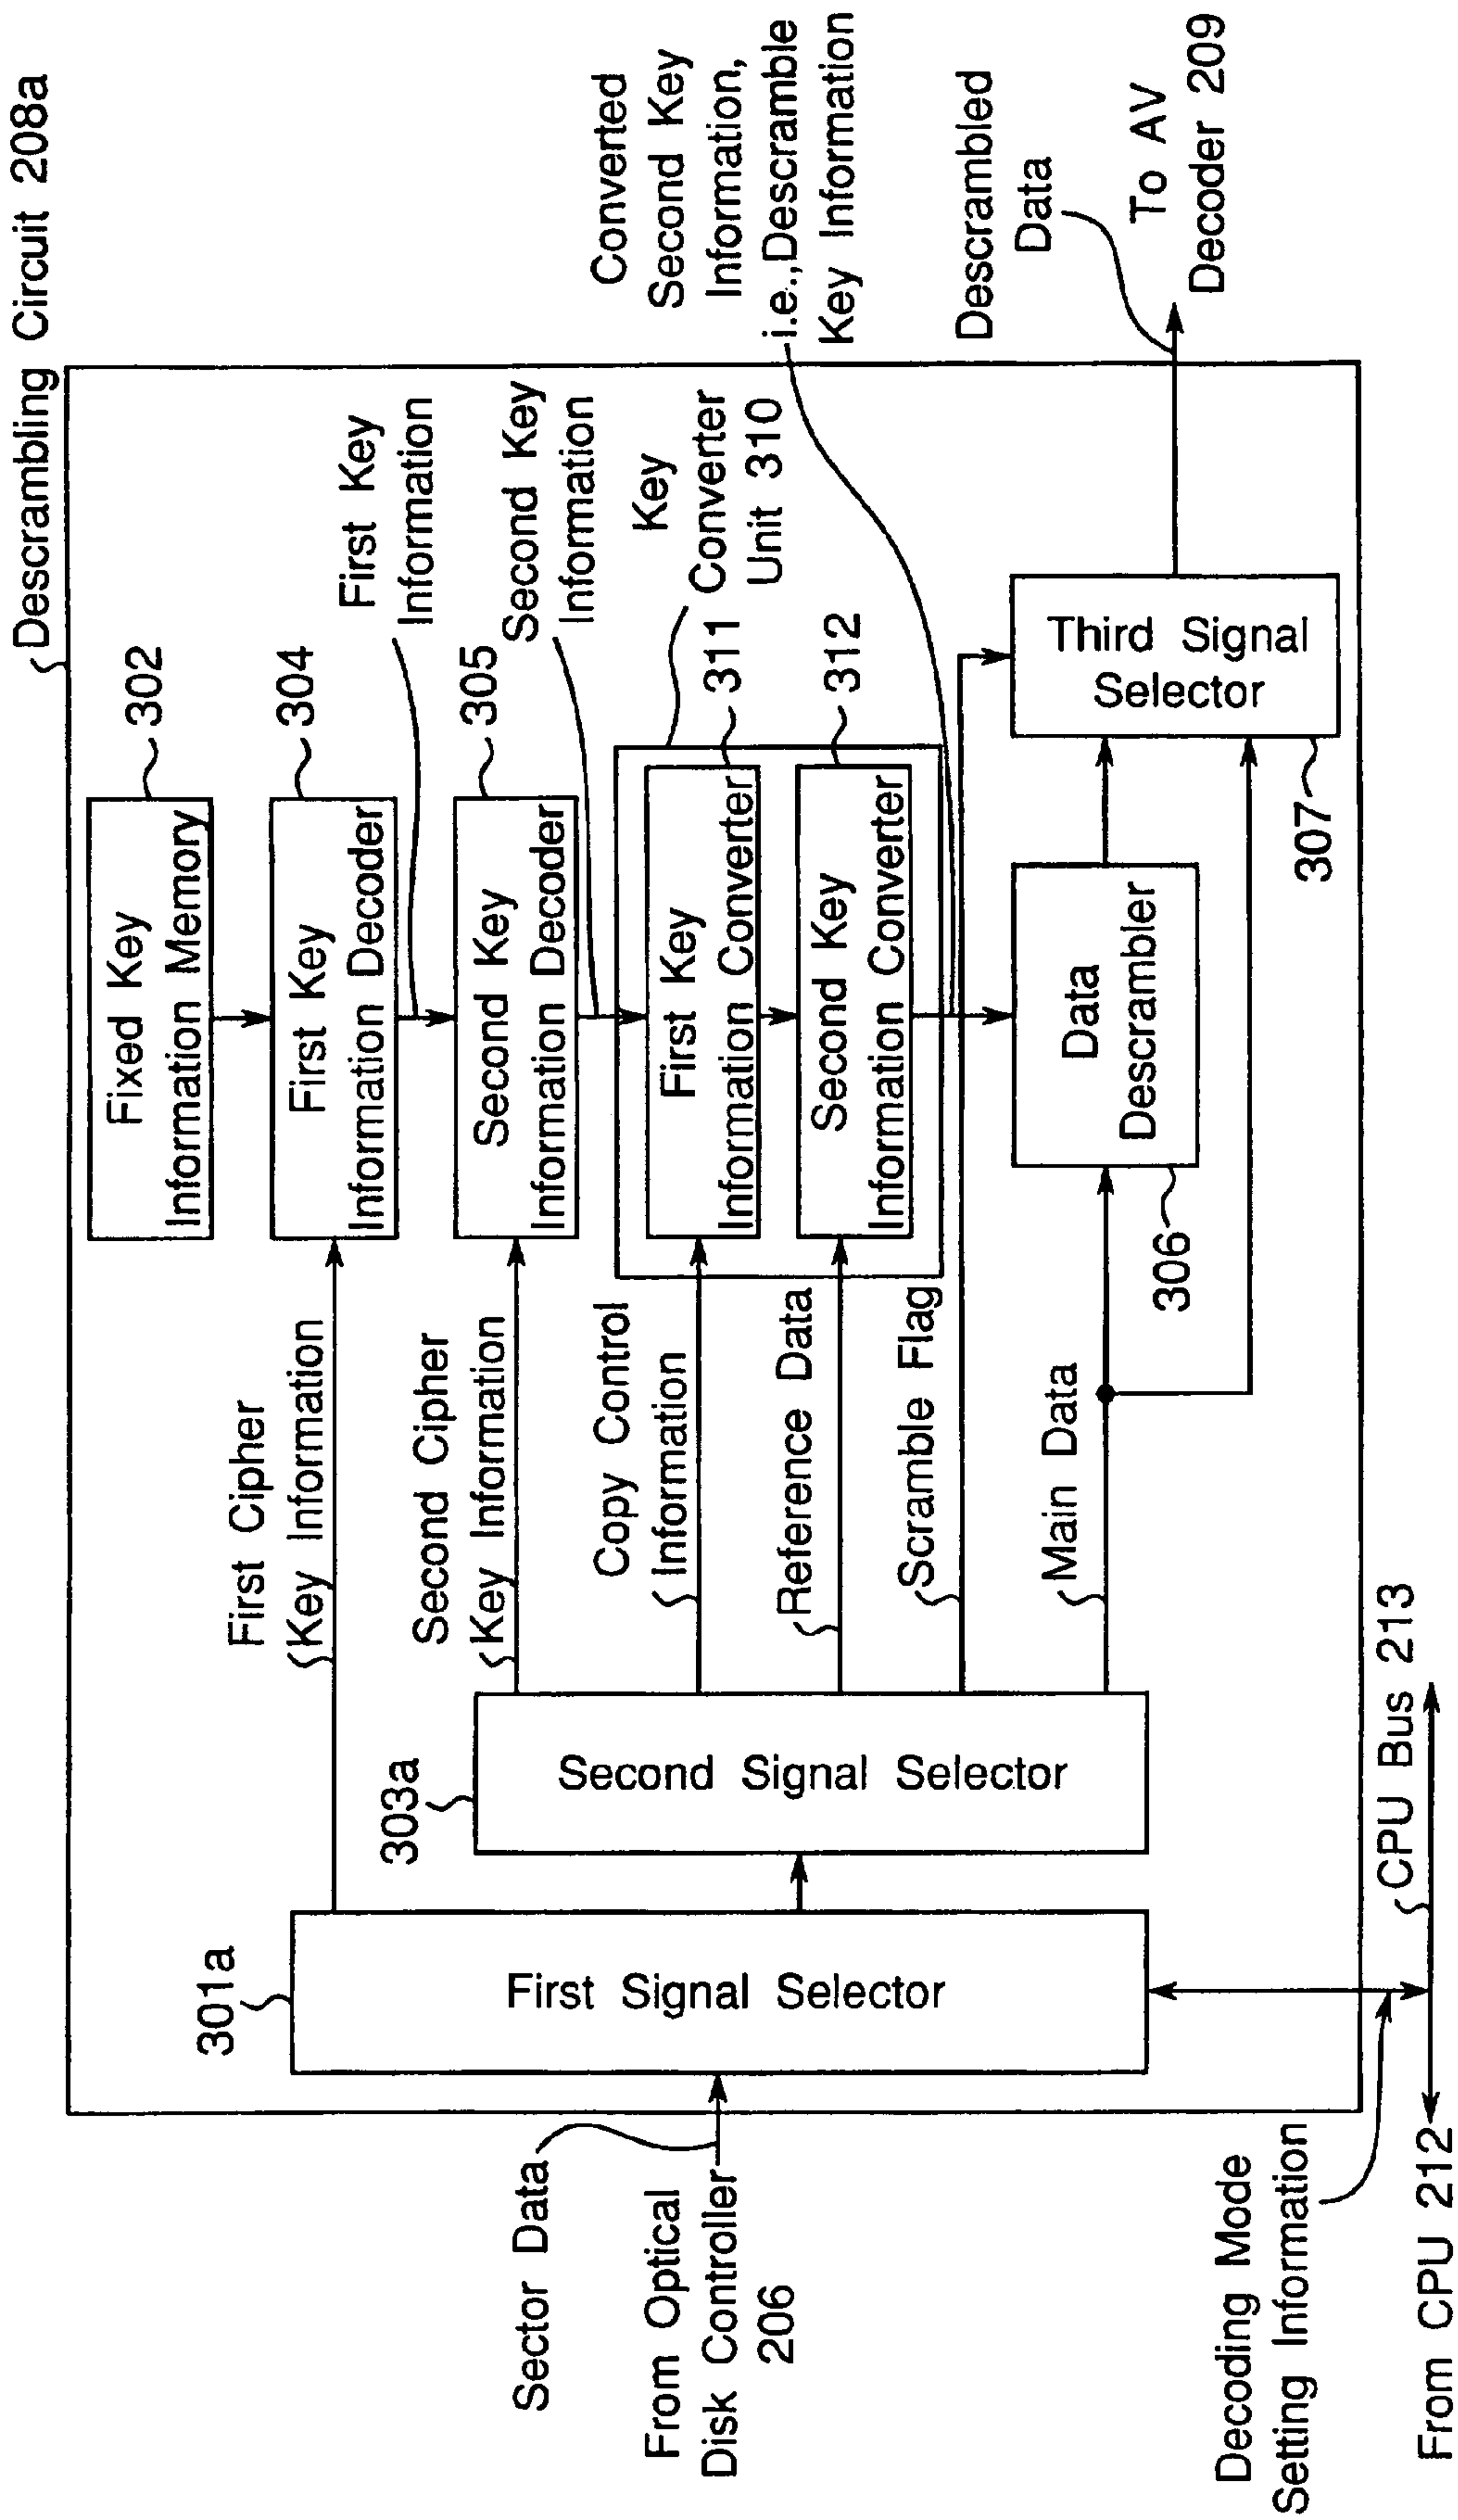 Descrambling Circuit 208a
Fixed Key
Information Memory
302
First Key
Information Decoder
304
First Key
Information
Second Key
Information Decoder
305
Second Key
Information
Key
Converter
Unit 310
First Key
Information Converter
311
Second Key
Information Converter
312
Converted
Second Key
Information,
i.e.,Descramble
Key Information
First Cipher
Key Information
Second Cipher
Key Information
Copy Control
Information
Reference Data
Scramble Flag
Main Data
303a
Second Signal Selector
301a
First Signal Selector
Sector Data
From Optical
Disk Controller
206
Data
Descrambler
306
Third Signal
Selector
307
Descrambled
Data
To AV
Decoder 209
Decoding Mode
Setting Information
CPU Bus 213
From CPU 212